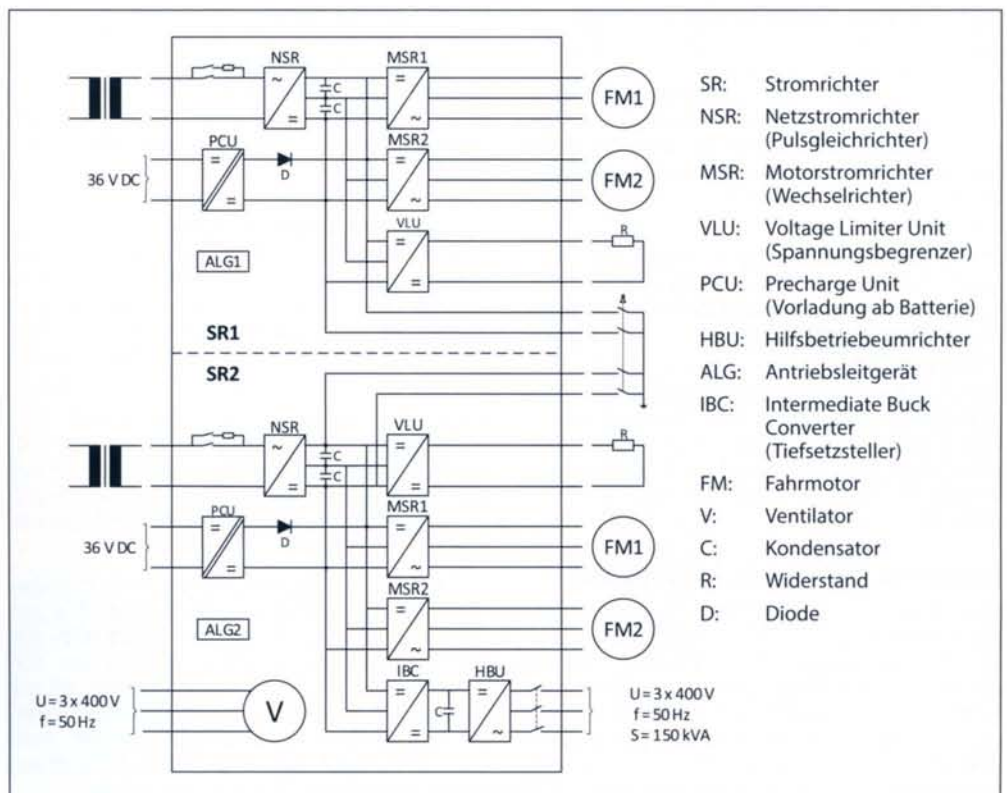 NSR
MSR1
C
C
~
=
=
~
FM1
PCU
MSR2
36 V DC
=
=
D
=
~
FM2
VLU
=
=
R
ALG1
SR1
SR2
NSR
VLU
C
C
~
=
=
=
R
PCU
MSR1
36 V DC
=
=
D
=
~
FM1
MSR2
ALG2
=
~
FM2
IBC
HBU
U = 3 x 400 V
f = 50 Hz
V
=
=
C
=
~
U = 3 x 400 V
f = 50 Hz
S = 150 kVA
SR: Stromrichter
NSR: Netzstromrichter
(Pulsgleichrichter)
MSR: Motorstromrichter
(Wechselrichter)
VLU: Voltage Limiter Unit
(Spannungsbegrenzer)
PCU: Precharge Unit
(Vorladung ab Batterie)
HBU: Hilfsbetriebeumrichter
ALG: Antriebsleitgerät
IBC: Intermediate Buck
Converter
(Tiefsetzsteller)
FM: Fahrmotor
V: Ventilator
C: Kondensator
R: Widerstand
D: Diode